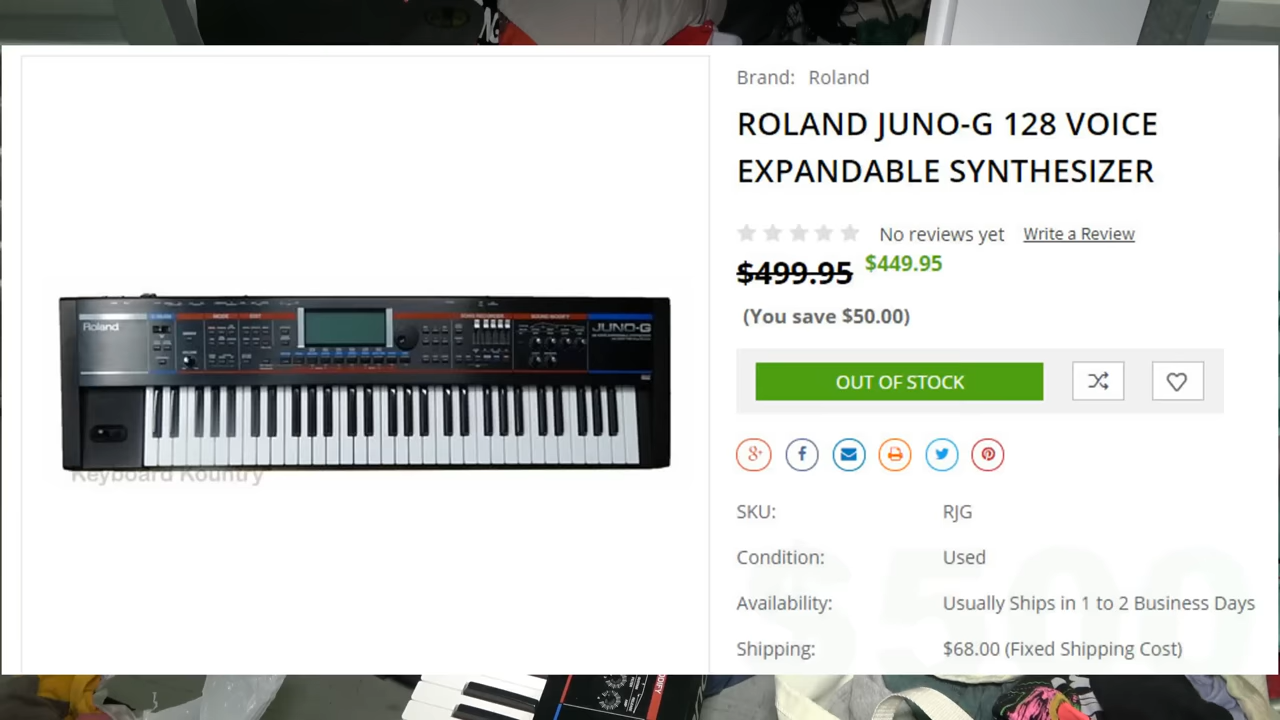 Brand: Roland
ROLAND JUNO-G 128 VOICE
EXPANDABLE SYNTHESIZER
No reviews yet Write a Review
$499.95 $449.95
(You save $50.00)
OUT OF STOCK
Roland
JUNO-G
Keyboard Kountry
SKU: RJG
Condition: Used
$500
Availability: Usually Ships in 1 to 2 Business Days
Shipping: $68.00 (Fixed Shipping Cost)